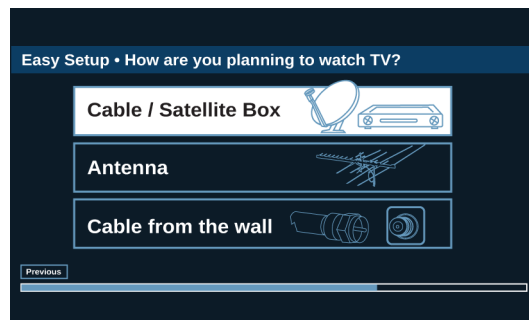 Easy Setup • How are you planning to watch TV?
Cable / Satellite Box
Antenna
Cable from the wall
Previous